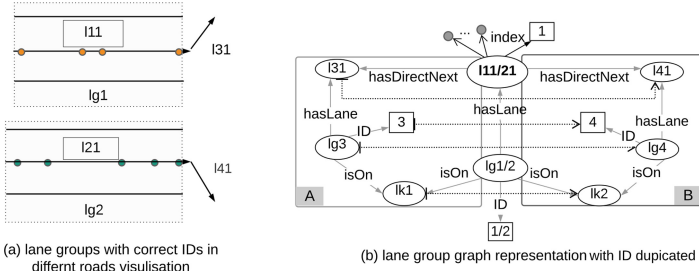 l11
l31
lg1
l21
l41
lg2
(a) lane groups with correct IDs in
differnt roads visulisation
... index 1
l31 l11/21 l41
hasDirectNext hasDirectNext
hasLane hasLane hasLane
ID 3 4 ID
lg3 lg1/2 lg4
isOn isOn isOn isOn
A lk1 lk2 B
ID
1/2
(b) lane group graph representation with ID dupicated